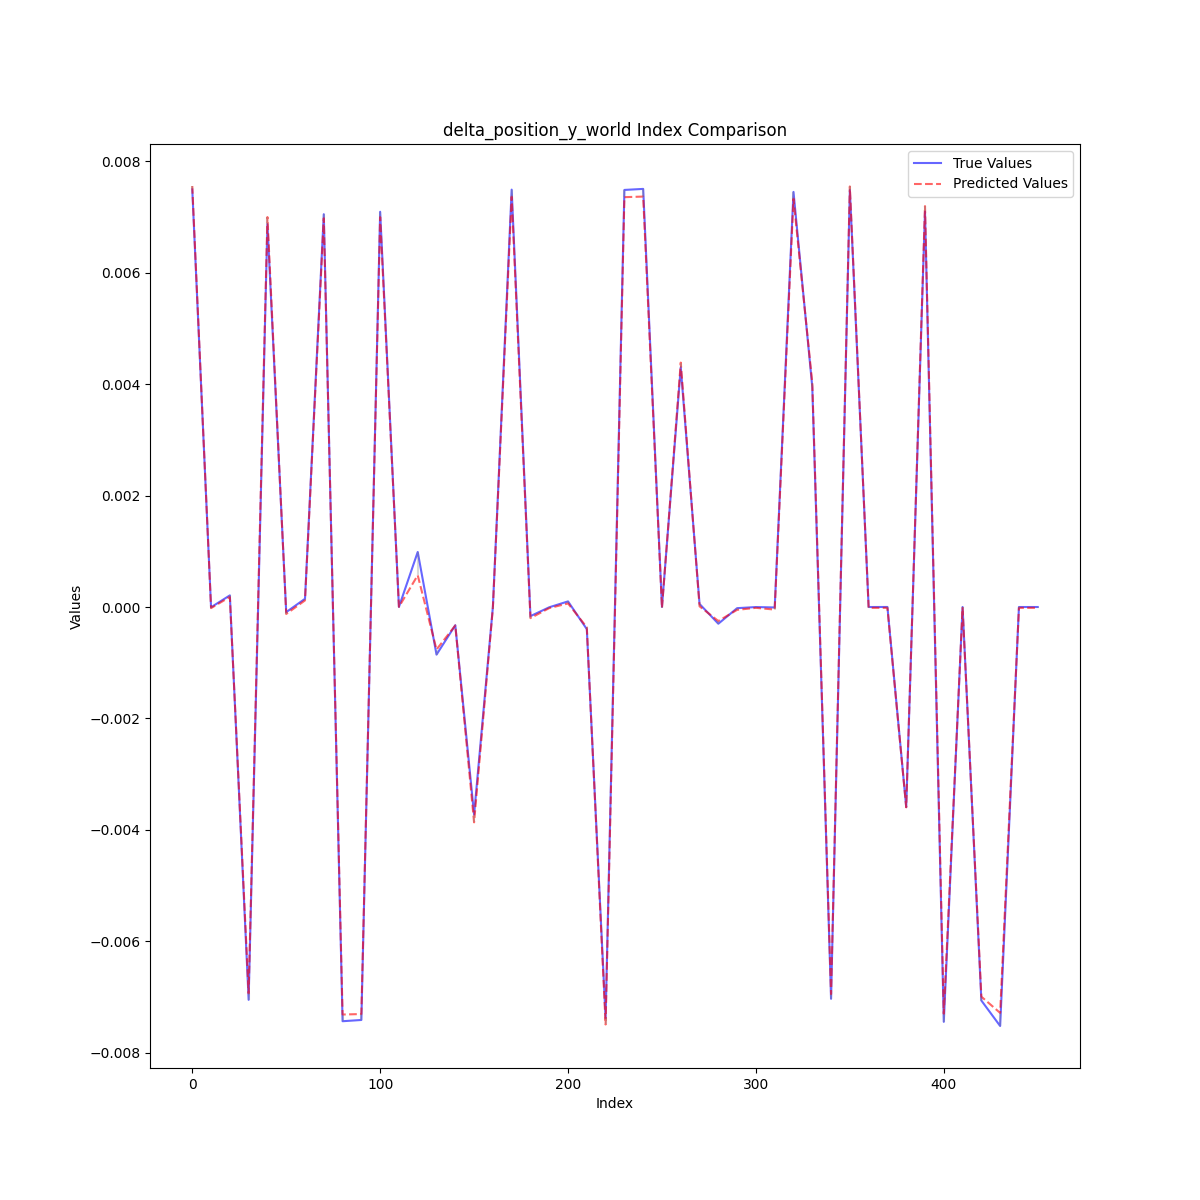 delta_position_y_world Index Comparison
True Values
Predicted Values
0.008
0.006
0.004
0.002
0.000
−0.002
−0.004
−0.006
−0.008
Values
0
100
200
300
400
Index